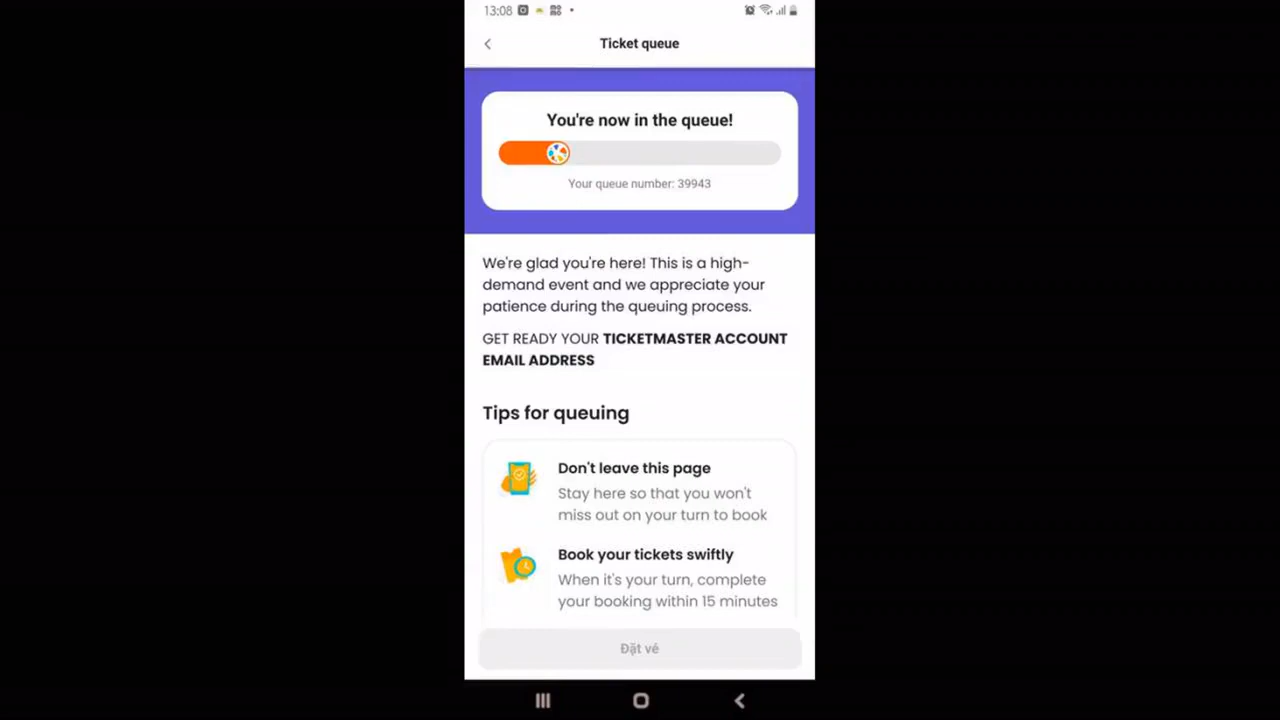 13:08
Ticket queue
You're now in the queue!
Your queue number: 39943
We're glad you're here! This is a high-
demand event and we appreciate your
patience during the queuing process.
GET READY YOUR TICKETMASTER ACCOUNT
EMAIL ADDRESS
Tips for queuing
Don't leave this page
Stay here so that you won't
miss out on your turn to book
Book your tickets swiftly
When it's your turn, complete
your booking within 15 minutes
Đặt vé